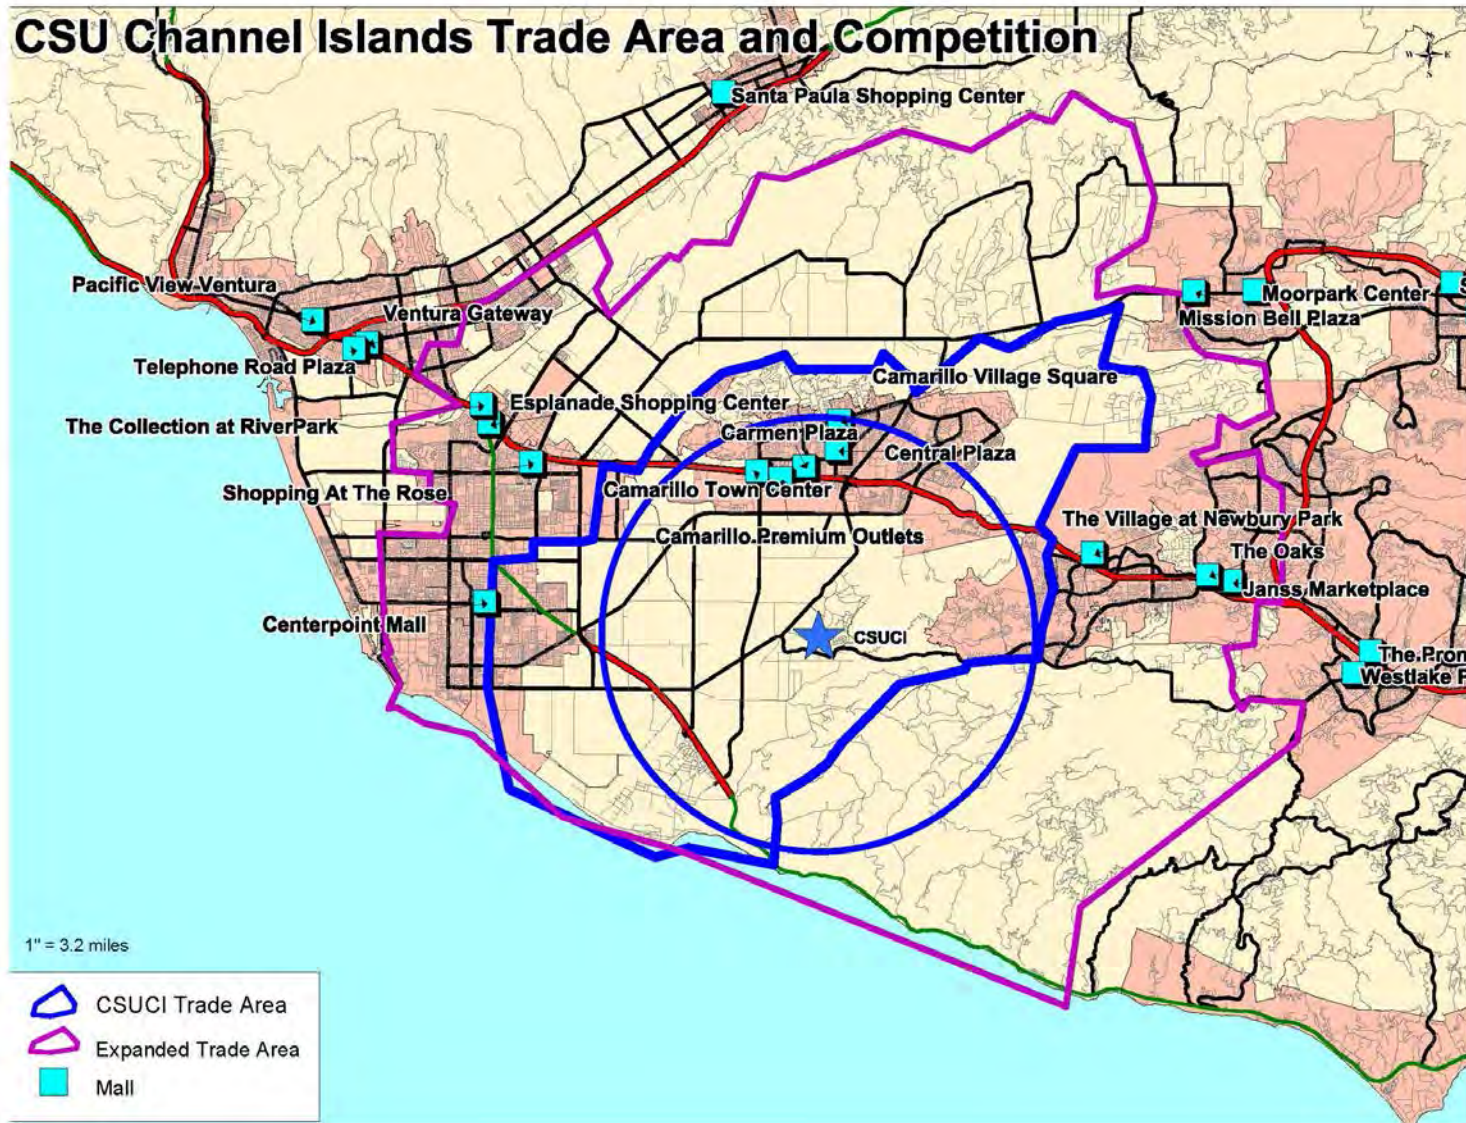 CSU Channel Islands Trade Area and Competition
N
W E
S
Santa Paula Shopping Center
Pacific View Ventura
Ventura Gateway
Moorpark Center
S
Mission Bell Plaza
Telephone Road Plaza
Camarillo Village Square
Esplanade Shopping Center
The Collection at RiverPark
Carmen Plaza
Central Plaza
Shopping At The Rose
Camarillo Town Center
The Village at Newbury Park
Camarillo Premium Outlets
The Oaks
Janss Marketplace
Centerpoint Mall
CSUCI
The Pron
Westlake P
1" = 3.2 miles
CSUCI Trade Area
Expanded Trade Area
Mall